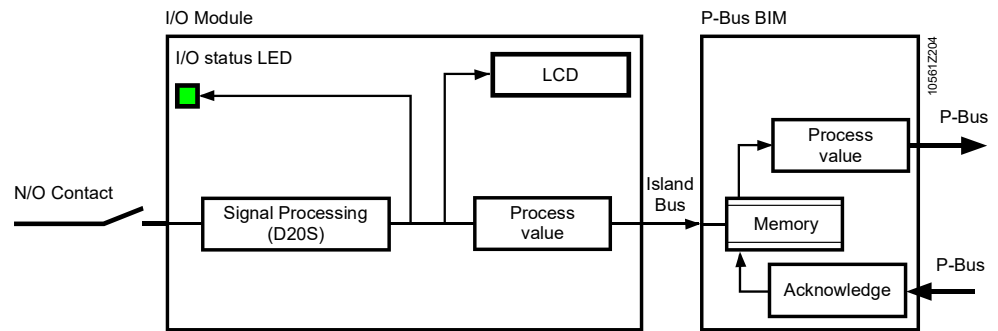 I/O Module
P-Bus BIM
I/O status LED
LCD
10561Z204
P-Bus
Process
value
N/O Contact
Island
Bus
Signal Processing
(D20S)
Process
value
Memory
P-Bus
Acknowledge